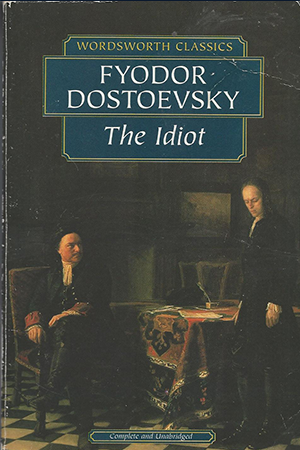 WORDSWORTH CLASSICS
FYODOR
DOSTOEVSKY
The Idiot
Complete and Unabridged